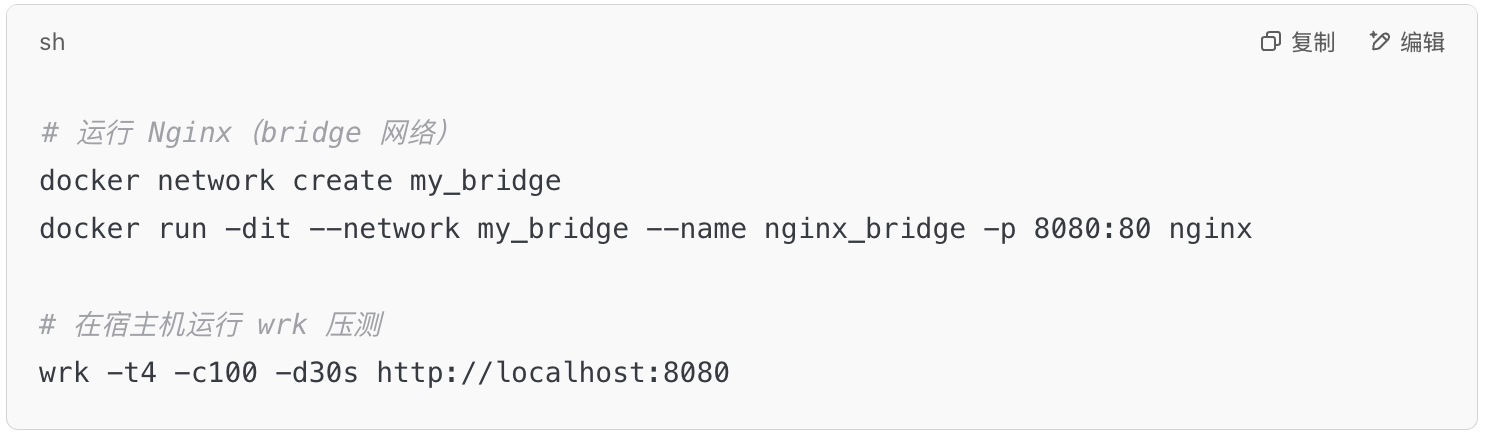 sh
复制 编辑
# 运行 Nginx（bridge 网络）
docker network create my_bridge
docker run -dit --network my_bridge --name nginx_bridge -p 8080:80 nginx
# 在宿主机运行 wrk 压测
wrk -t4 -c100 -d30s http://localhost:8080